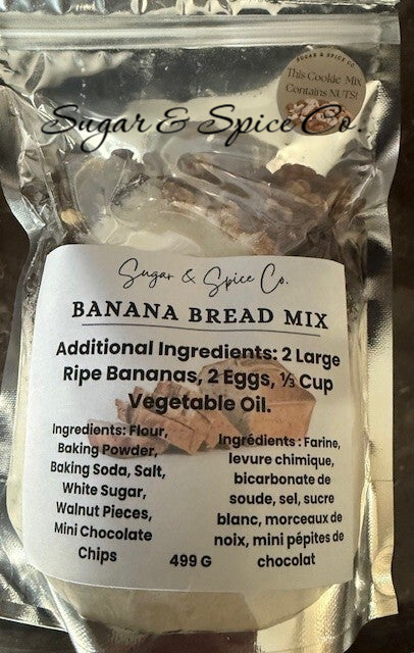 SUGAR & SPICE CO.
This Cookie Mix
Contains NUTS!
Sugar & Spice Co.
Sugar & Spice Co.
BANANA BREAD MIX
Additional Ingredients: 2 Large
Ripe Bananas, 2 Eggs, ⅓ Cup
Vegetable Oil.
Ingredients: Flour,
Baking Powder,
Baking Soda, Salt,
White Sugar,
Walnut Pieces,
Mini Chocolate
Chips
499 G
Ingrédients : Farine,
levure chimique,
bicarbonate de
soude, sel, sucre
blanc, morceaux de
noix, mini pépites de
chocolat